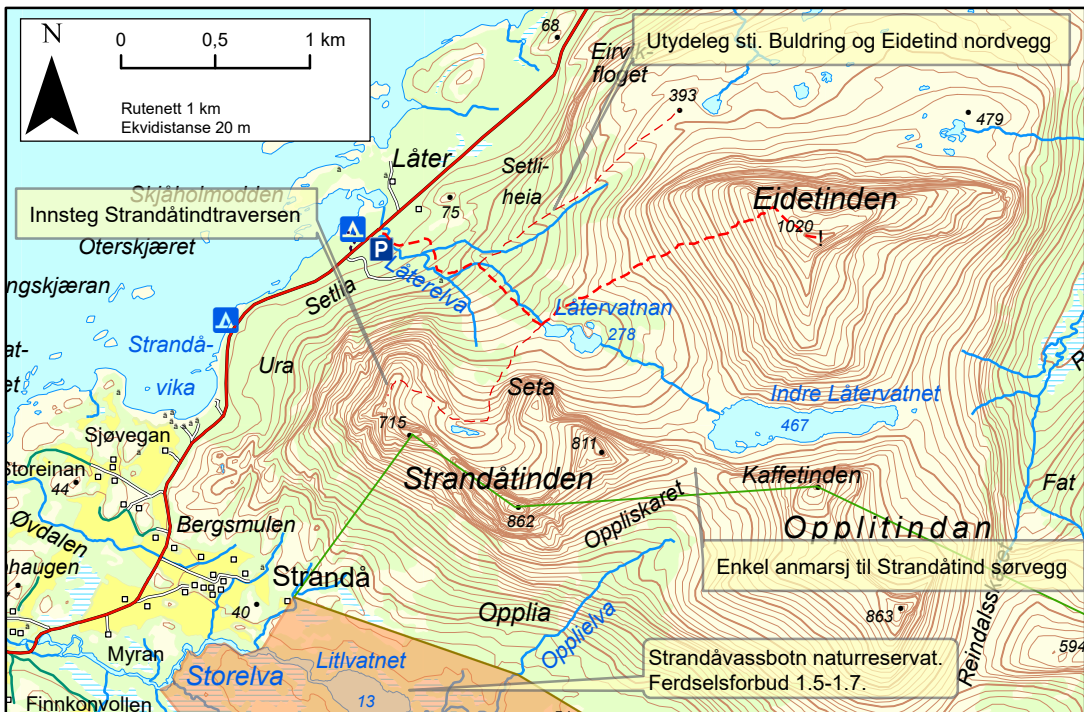 N
0 0,5 1 km
Rutenett 1 km
Ekvidistanse 20 m
68
Utydeleg sti. Buldring og Eidetind nordvegg
393
479
Låter
Setli-
heia
75
Skjåholmodden
Innsteg Strandåtindtraversen
Oterskjæret
ngskjæran
P
Eidetinden
1020
!
Låterelva
Setlia
Låtervatnan
278
Strandå-
vika
at-
et
Ura
Seta
Indre Låtervatnet
467
715
Sjøvegan
Storeinan
44
811
Strandåtinden
862
Oppliskaret
Kaffetinden
Fat
Øvdalen
Bergsmulen
Opplitindan
haugen
Strandå
40
Enkel anmarsj til Strandåtind sørvegg
Opplia
Opplielva
863
Reindalsskaret
594
Myran
Storelva
Litlvatnet
13
Strandåvassbotn naturreservat.
Ferdselsforbud 1.5-1.7.
Finnkonvollen